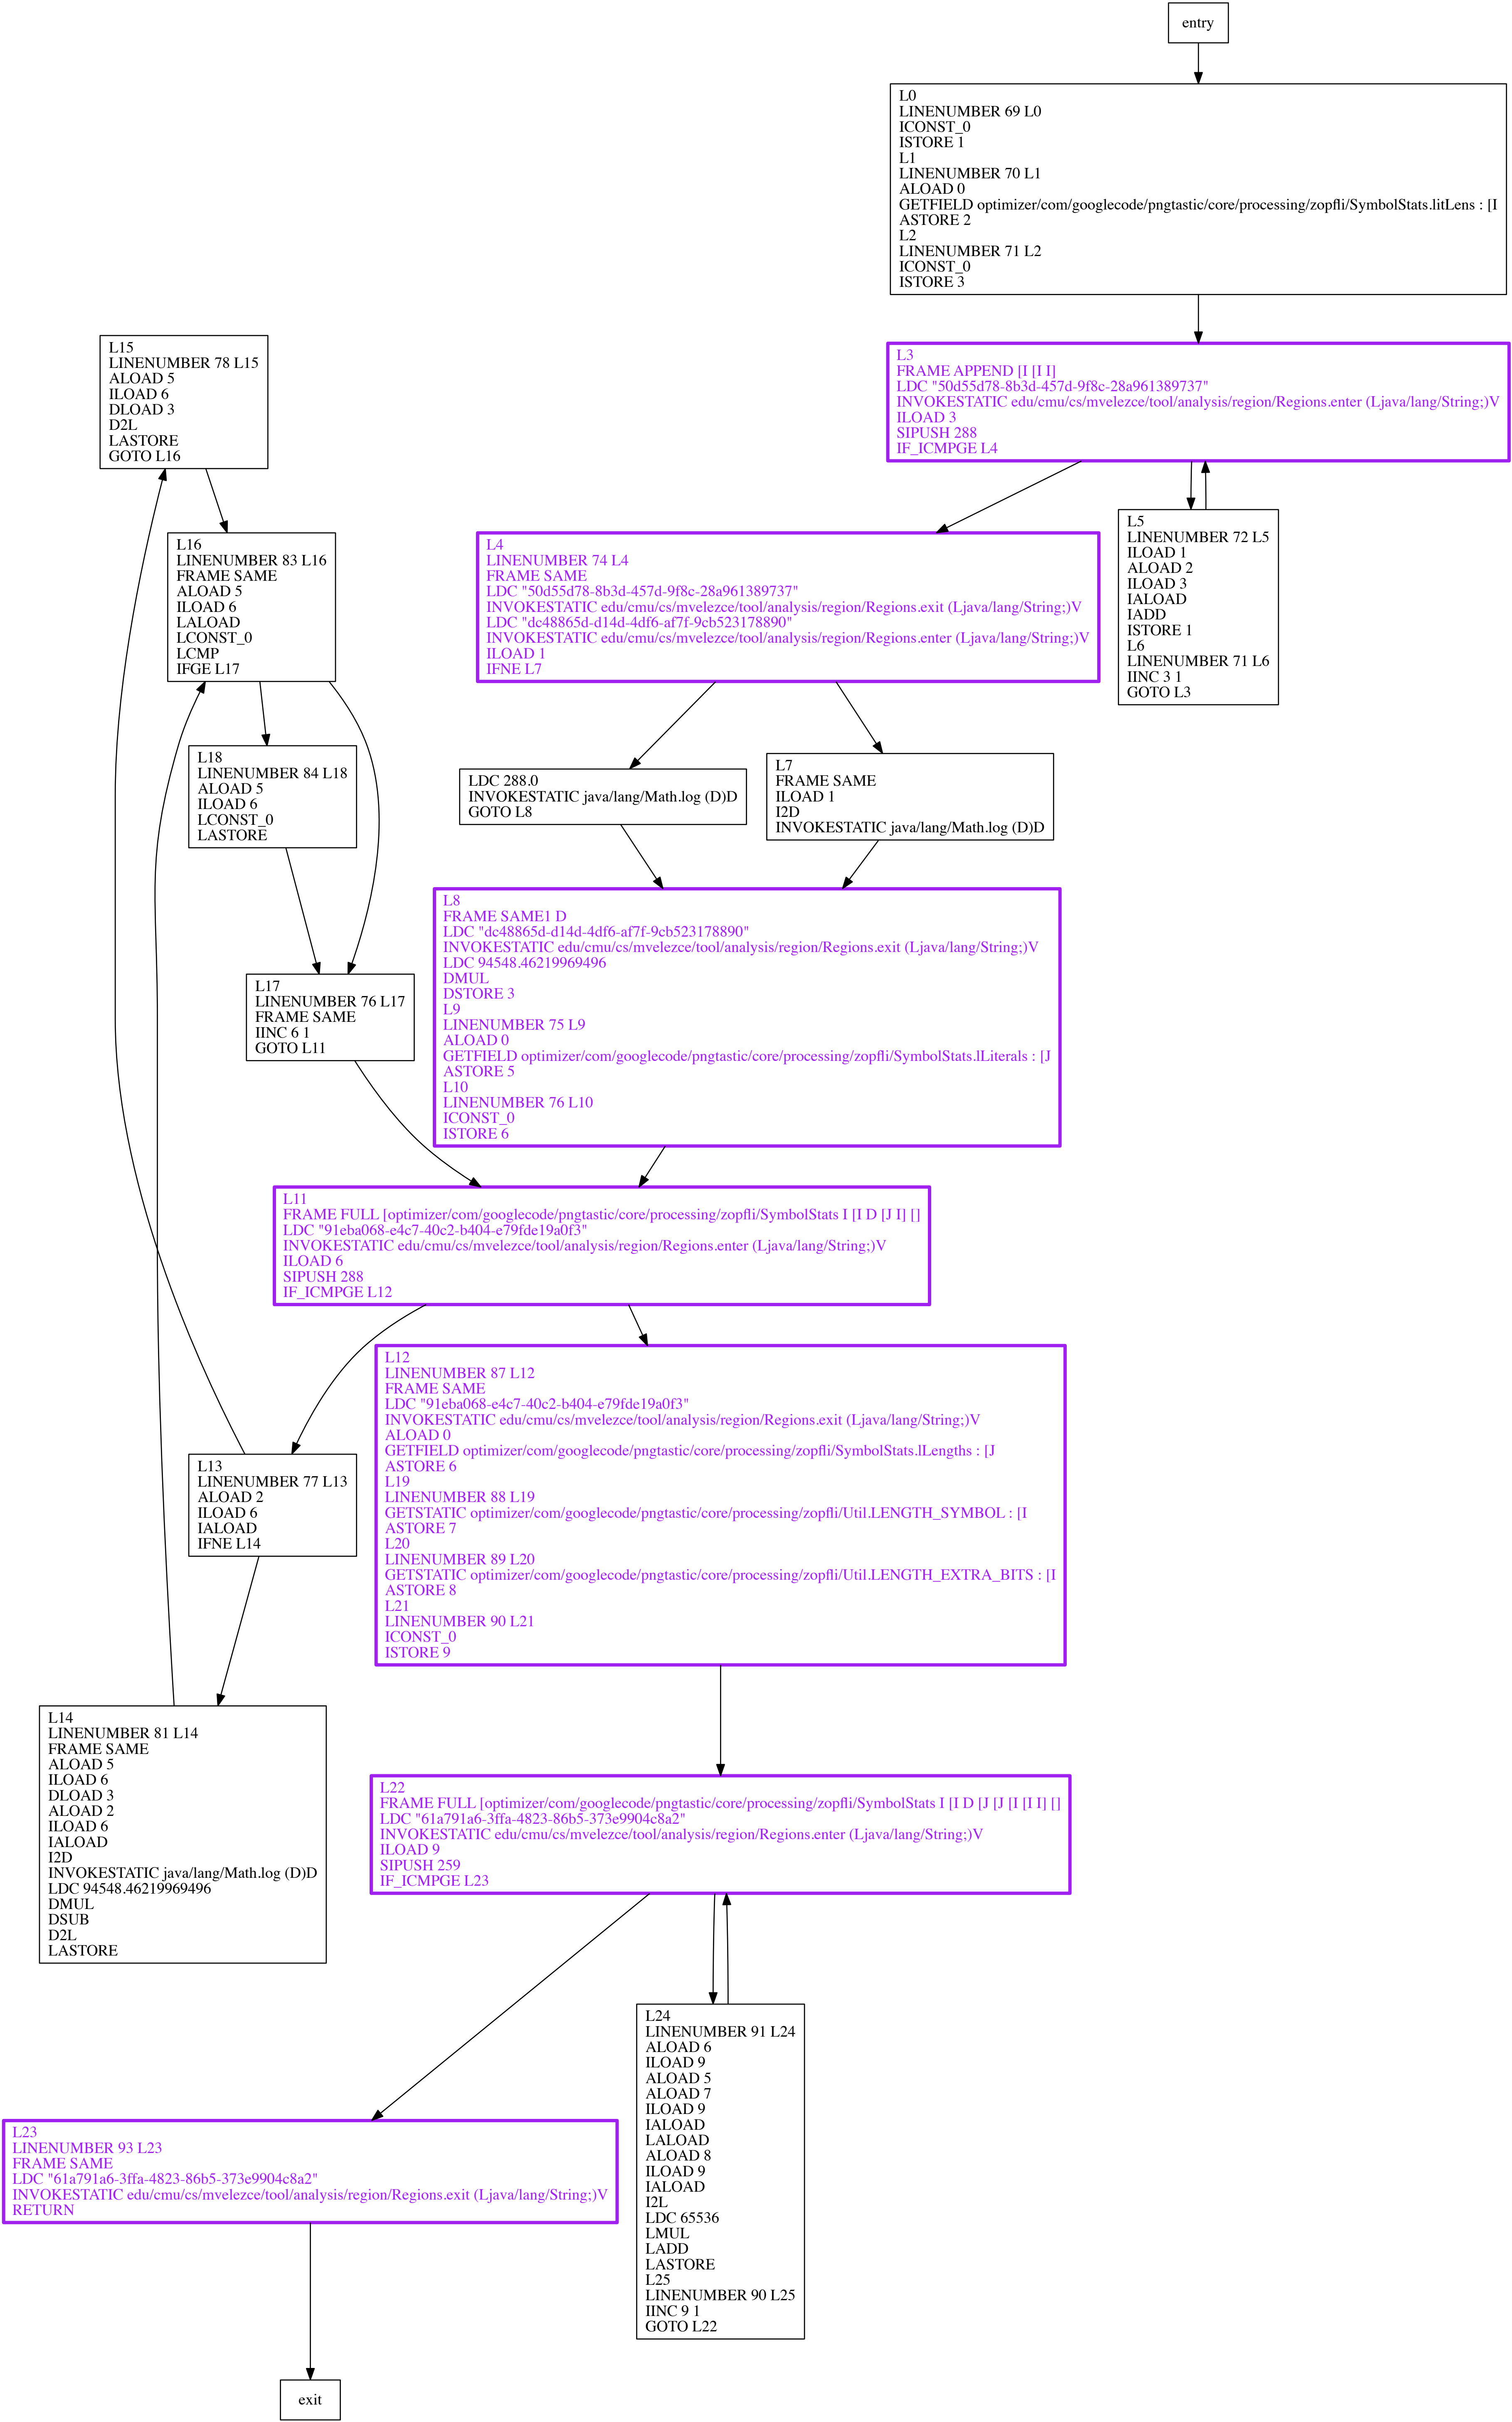 entry
L0
LINENUMBER 69 L0
ICONST_0
ISTORE 1
L1
LINENUMBER 70 L1
ALOAD 0
GETFIELD optimizer/com/googlecode/pngtastic/core/processing/zopfli/SymbolStats.litLens : [I
ASTORE 2
L2
LINENUMBER 71 L2
ICONST_0
ISTORE 3
L15
LINENUMBER 78 L15
ALOAD 5
ILOAD 6
DLOAD 3
D2L
LASTORE
GOTO L16
L3
FRAME APPEND [I [I I]
LDC "50d55d78-8b3d-457d-9f8c-28a961389737"
INVOKESTATIC edu/cmu/cs/mvelezce/tool/analysis/region/Regions.enter (Ljava/lang/String;)V
ILOAD 3
SIPUSH 288
IF_ICMPGE L4
L16
LINENUMBER 83 L16
FRAME SAME
ALOAD 5
ILOAD 6
LALOAD
LCONST_0
LCMP
IFGE L17
L4
LINENUMBER 74 L4
FRAME SAME
LDC "50d55d78-8b3d-457d-9f8c-28a961389737"
INVOKESTATIC edu/cmu/cs/mvelezce/tool/analysis/region/Regions.exit (Ljava/lang/String;)V
LDC "dc48865d-d14d-4df6-af7f-9cb523178890"
INVOKESTATIC edu/cmu/cs/mvelezce/tool/analysis/region/Regions.enter (Ljava/lang/String;)V
ILOAD 1
IFNE L7
L5
LINENUMBER 72 L5
ILOAD 1
ALOAD 2
ILOAD 3
IALOAD
IADD
ISTORE 1
L6
LINENUMBER 71 L6
IINC 3 1
GOTO L3
L18
LINENUMBER 84 L18
ALOAD 5
ILOAD 6
LCONST_0
LASTORE
LDC 288.0
INVOKESTATIC java/lang/Math.log (D)D
GOTO L8
L7
FRAME SAME
ILOAD 1
I2D
INVOKESTATIC java/lang/Math.log (D)D
L8
FRAME SAME1 D
LDC "dc48865d-d14d-4df6-af7f-9cb523178890"
INVOKESTATIC edu/cmu/cs/mvelezce/tool/analysis/region/Regions.exit (Ljava/lang/String;)V
LDC 94548.46219969496
DMUL
DSTORE 3
L9
LINENUMBER 75 L9
ALOAD 0
GETFIELD optimizer/com/googlecode/pngtastic/core/processing/zopfli/SymbolStats.lLiterals : [J
ASTORE 5
L10
LINENUMBER 76 L10
ICONST_0
ISTORE 6
L17
LINENUMBER 76 L17
FRAME SAME
IINC 6 1
GOTO L11
L11
FRAME FULL [optimizer/com/googlecode/pngtastic/core/processing/zopfli/SymbolStats I [I D [J I] []
LDC "91eba068-e4c7-40c2-b404-e79fde19a0f3"
INVOKESTATIC edu/cmu/cs/mvelezce/tool/analysis/region/Regions.enter (Ljava/lang/String;)V
ILOAD 6
SIPUSH 288
IF_ICMPGE L12
L12
LINENUMBER 87 L12
FRAME SAME
LDC "91eba068-e4c7-40c2-b404-e79fde19a0f3"
INVOKESTATIC edu/cmu/cs/mvelezce/tool/analysis/region/Regions.exit (Ljava/lang/String;)V
ALOAD 0
GETFIELD optimizer/com/googlecode/pngtastic/core/processing/zopfli/SymbolStats.lLengths : [J
ASTORE 6
L19
LINENUMBER 88 L19
GETSTATIC optimizer/com/googlecode/pngtastic/core/processing/zopfli/Util.LENGTH_SYMBOL : [I
ASTORE 7
L20
LINENUMBER 89 L20
GETSTATIC optimizer/com/googlecode/pngtastic/core/processing/zopfli/Util.LENGTH_EXTRA_BITS : [I
ASTORE 8
L21
LINENUMBER 90 L21
ICONST_0
ISTORE 9
L13
LINENUMBER 77 L13
ALOAD 2
ILOAD 6
IALOAD
IFNE L14
L14
LINENUMBER 81 L14
FRAME SAME
ALOAD 5
ILOAD 6
DLOAD 3
ALOAD 2
ILOAD 6
IALOAD
I2D
INVOKESTATIC java/lang/Math.log (D)D
LDC 94548.46219969496
DMUL
DSUB
D2L
LASTORE
L22
FRAME FULL [optimizer/com/googlecode/pngtastic/core/processing/zopfli/SymbolStats I [I D [J [J [I [I I] []
LDC "61a791a6-3ffa-4823-86b5-373e9904c8a2"
INVOKESTATIC edu/cmu/cs/mvelezce/tool/analysis/region/Regions.enter (Ljava/lang/String;)V
ILOAD 9
SIPUSH 259
IF_ICMPGE L23
L24
LINENUMBER 91 L24
ALOAD 6
ILOAD 9
ALOAD 5
ALOAD 7
ILOAD 9
IALOAD
LALOAD
ALOAD 8
ILOAD 9
IALOAD
I2L
LDC 65536
LMUL
LADD
LASTORE
L25
LINENUMBER 90 L25
IINC 9 1
GOTO L22
L23
LINENUMBER 93 L23
FRAME SAME
LDC "61a791a6-3ffa-4823-86b5-373e9904c8a2"
INVOKESTATIC edu/cmu/cs/mvelezce/tool/analysis/region/Regions.exit (Ljava/lang/String;)V
RETURN
exit